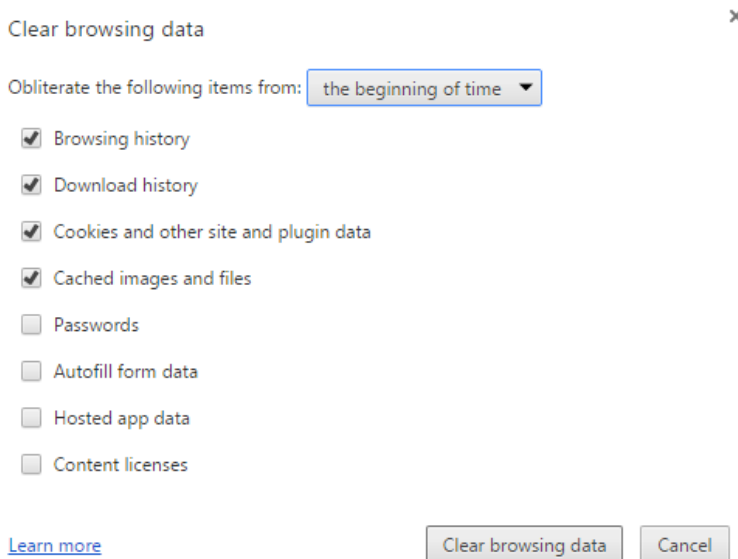 Clear browsing data
Obliterate the following items from: the beginning of time
Browsing history
Download history
Cookies and other site and plugin data
Cached images and files
Passwords
Autofill form data
Hosted app data
Content licenses
Learn more Clear browsing data Cancel